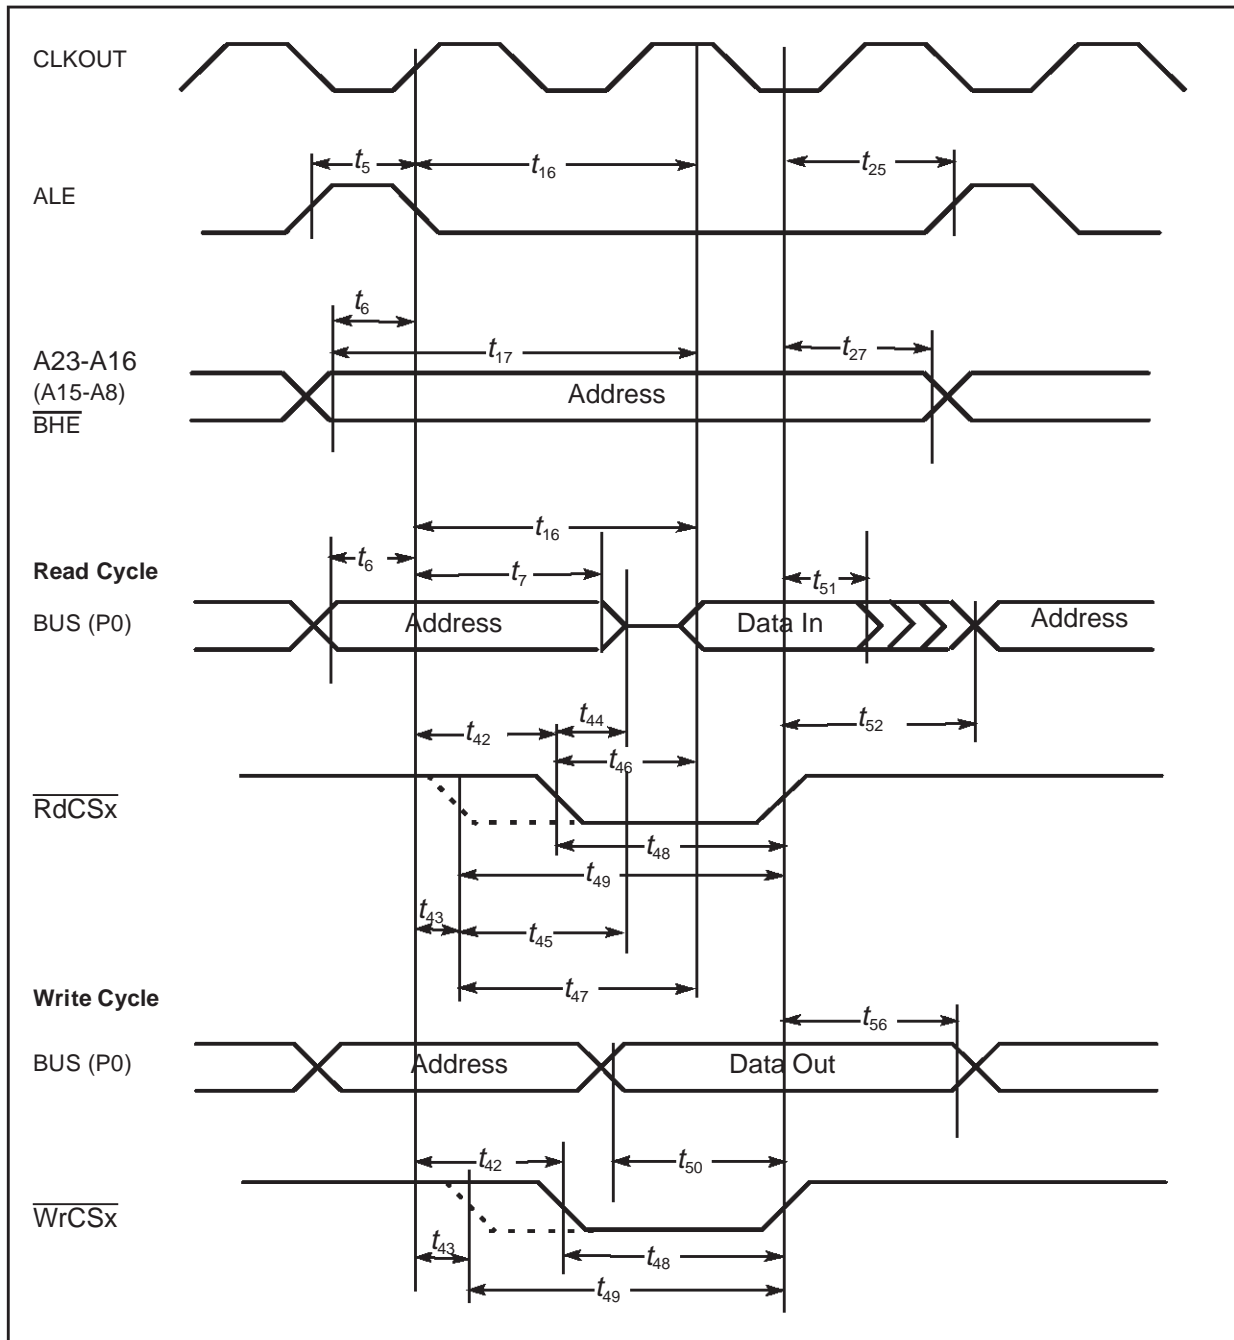 CLKOUT
t5 t16 t25
ALE
t6
t17 t27
A23-A16
(A15-A8)
Address
BHE
t16
t6 t7 t51
Read Cycle
BUS (P0) Address Data In Address
t44
t42 t52
t46
RdCSx
t48
t49
t43 t45
t47
Write Cycle
t56
BUS (P0) Address Data Out
t42 t50
WrCSx
t43 t48
t49